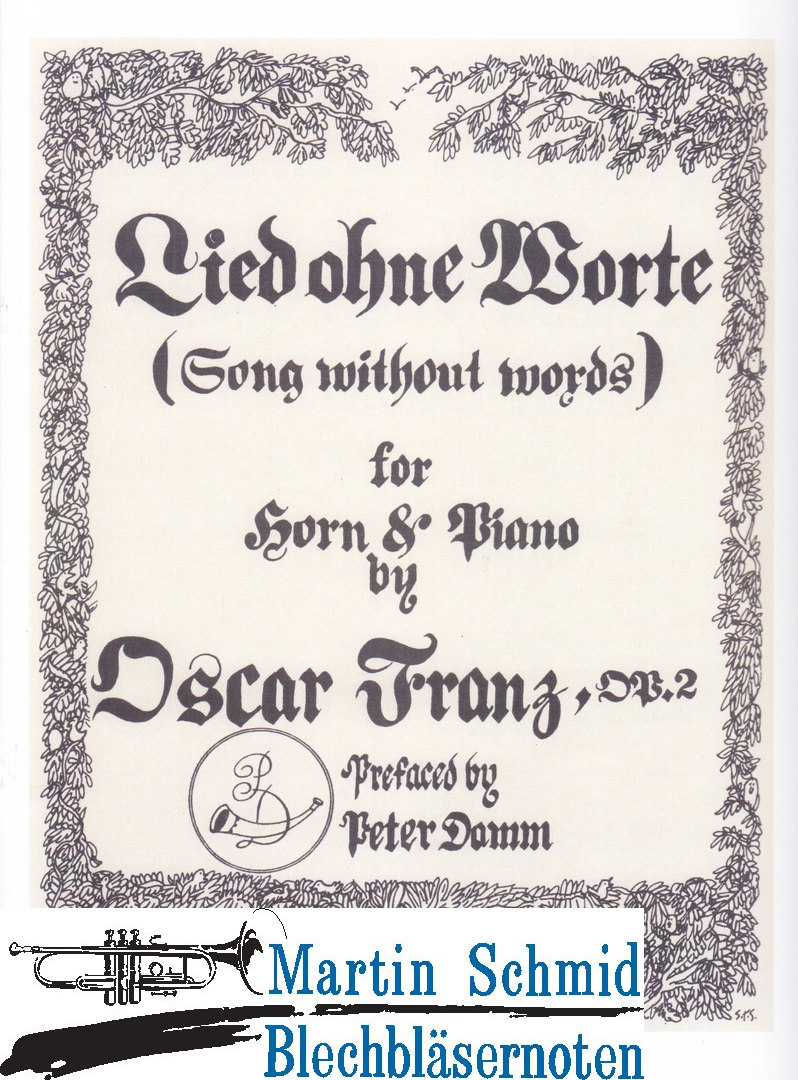 Lied ohne Worte
(Song without words)
for
Horn & Piano
by
Oscar Franz, OP. 2
Prefaced by
Peter Damm
S.F.S.
Martin Schmid
Blechbläsernoten